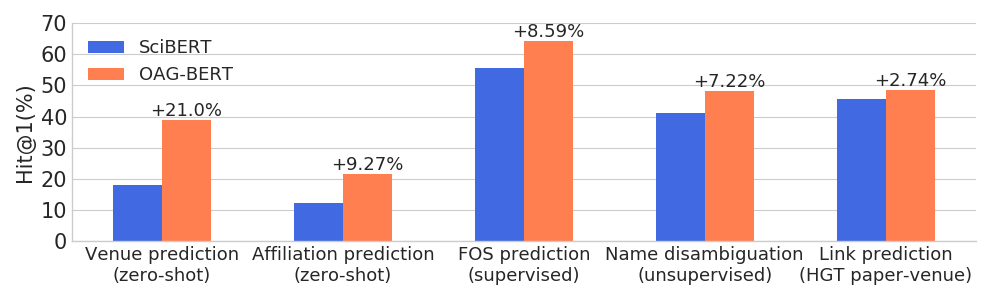 Hit@1(%)
70
60
50
40
30
20
10
0
SciBERT
OAG-BERT
+21.0%
+9.27%
+8.59%
+7.22%
+2.74%
Venue prediction
(zero-shot)
Affiliation prediction
(zero-shot)
FOS prediction
(supervised)
Name disambiguation
(unsupervised)
Link prediction
(HGT paper-venue)